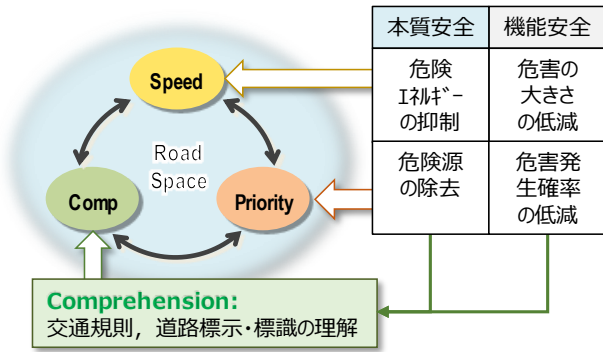 本質安全
機能安全
Speed
危険
ｴﾈﾙｷﾞｰ
の抑制
危害の
大きさ
の低減
Road
Space
Comp
Priority
危険源
の除去
危害発
生確率
の低減
Comprehension:
交通規則，道路標示・標識の理解